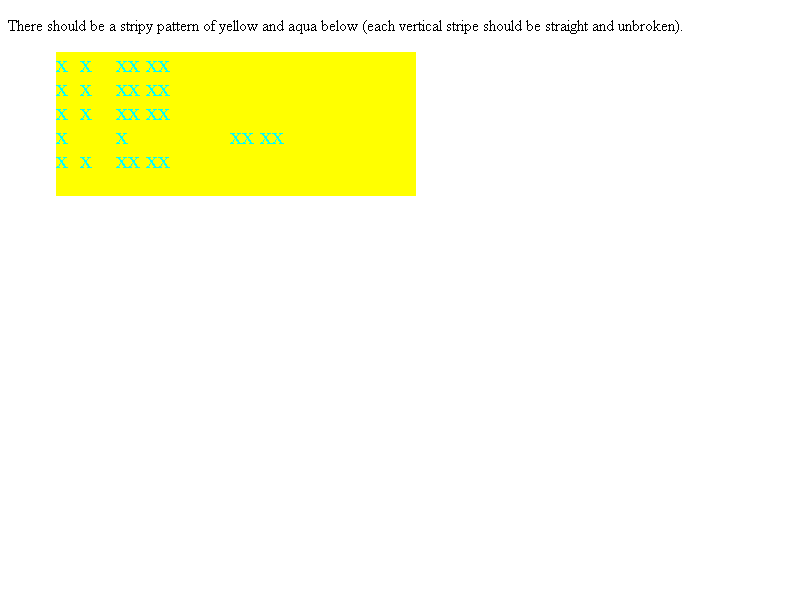 There should be a stripy pattern of yellow and aqua below (each vertical stripe should be straight and unbroken).
X X XX XX
X X XX XX
X X XX XX
X X XX XX
X X XX XX